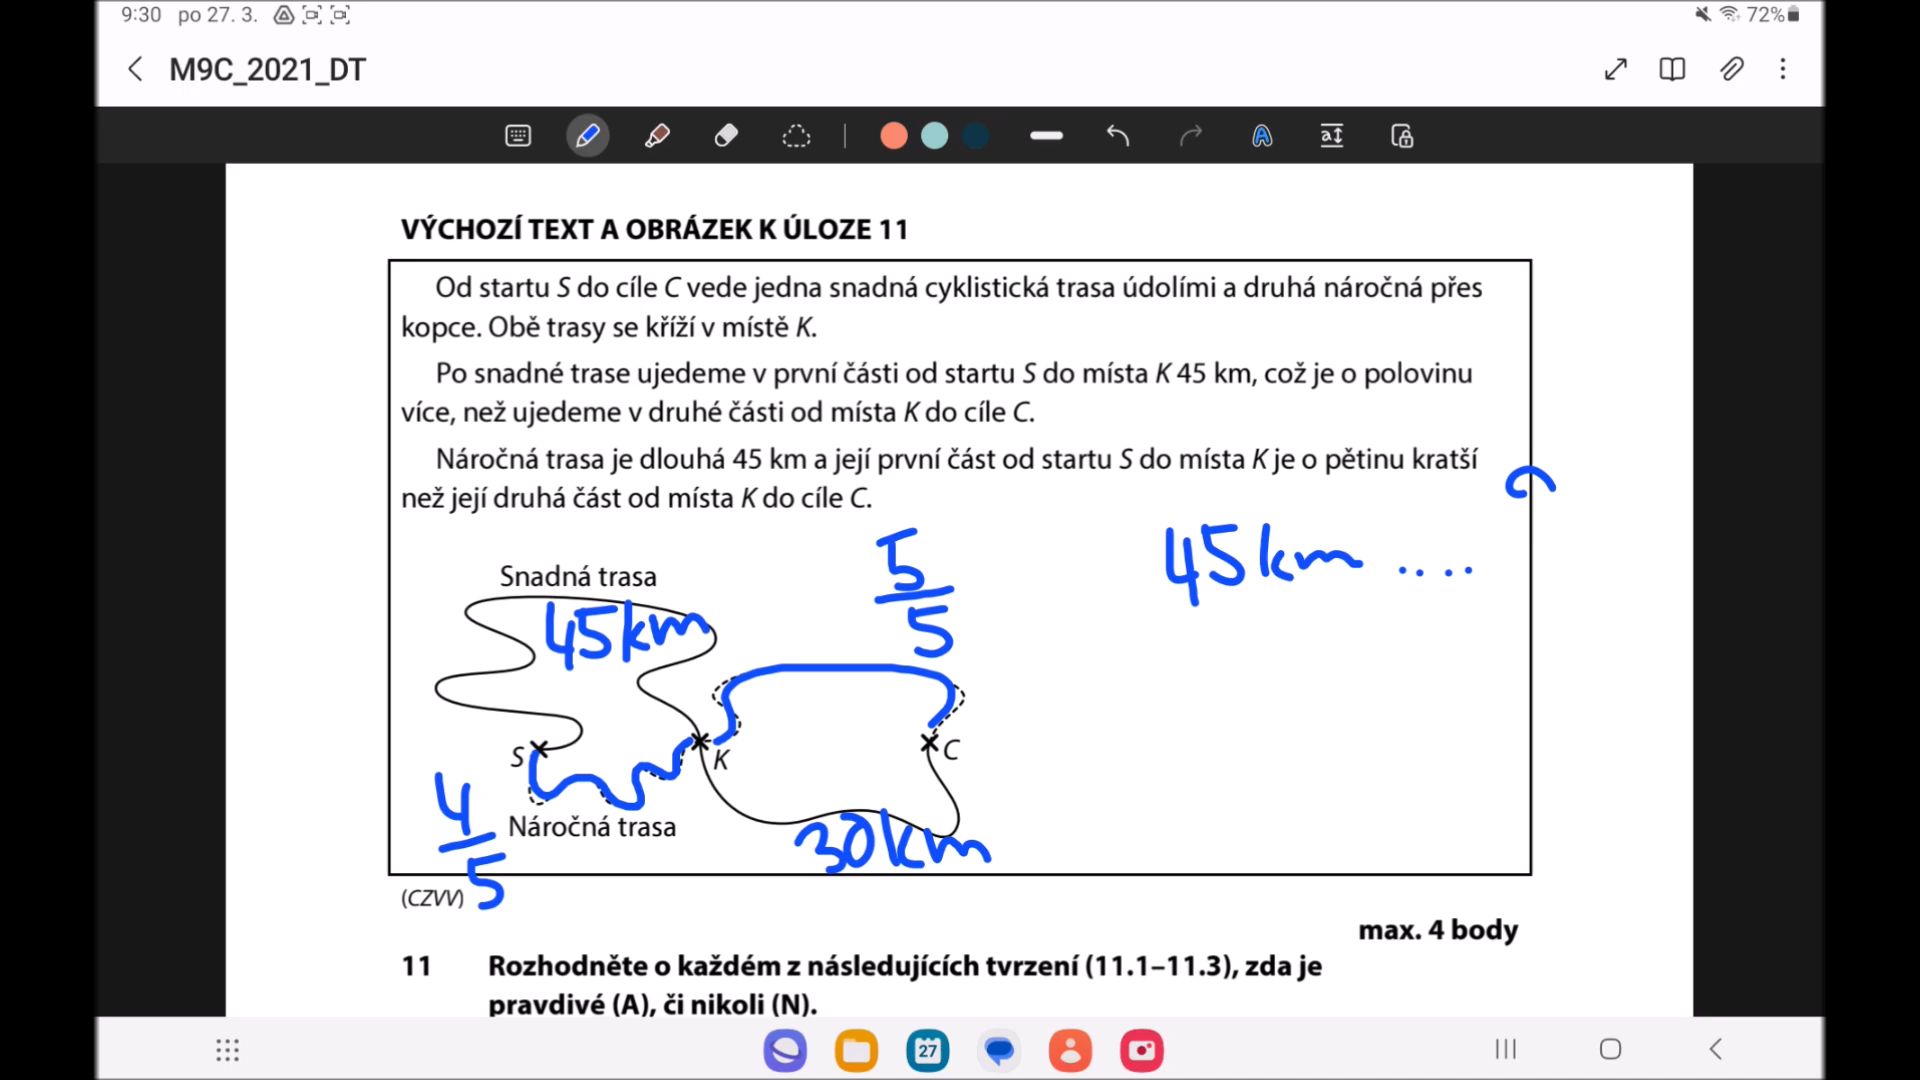 9:30 po 27. 3. 72%
M9C_2021_DT
VÝCHOZÍ TEXT A OBRÁZEK K ÚLOZE 11
Od startu S do cíle C vede jedna snadná cyklistická trasa údolími a druhá náročná přes
kopce. Obě trasy se kříží v místě K.
Po snadné trase ujedeme v první části od startu S do místa K 45 km, což je o polovinu
více, než ujedeme v druhé části od místa K do cíle C.
Náročná trasa je dlouhá 45 km a její první část od startu S do místa K je o pětinu kratší
než její druhá část od místa K do cíle C.
45km ....
5
5
Snadná trasa
45km
S
K
C
4
5
Náročná trasa
30km
(CZVV)
max. 4 body
11 Rozhodněte o každém z následujících tvrzení (11.1–11.3), zda je
pravdivé (A), či nikoli (N).
27